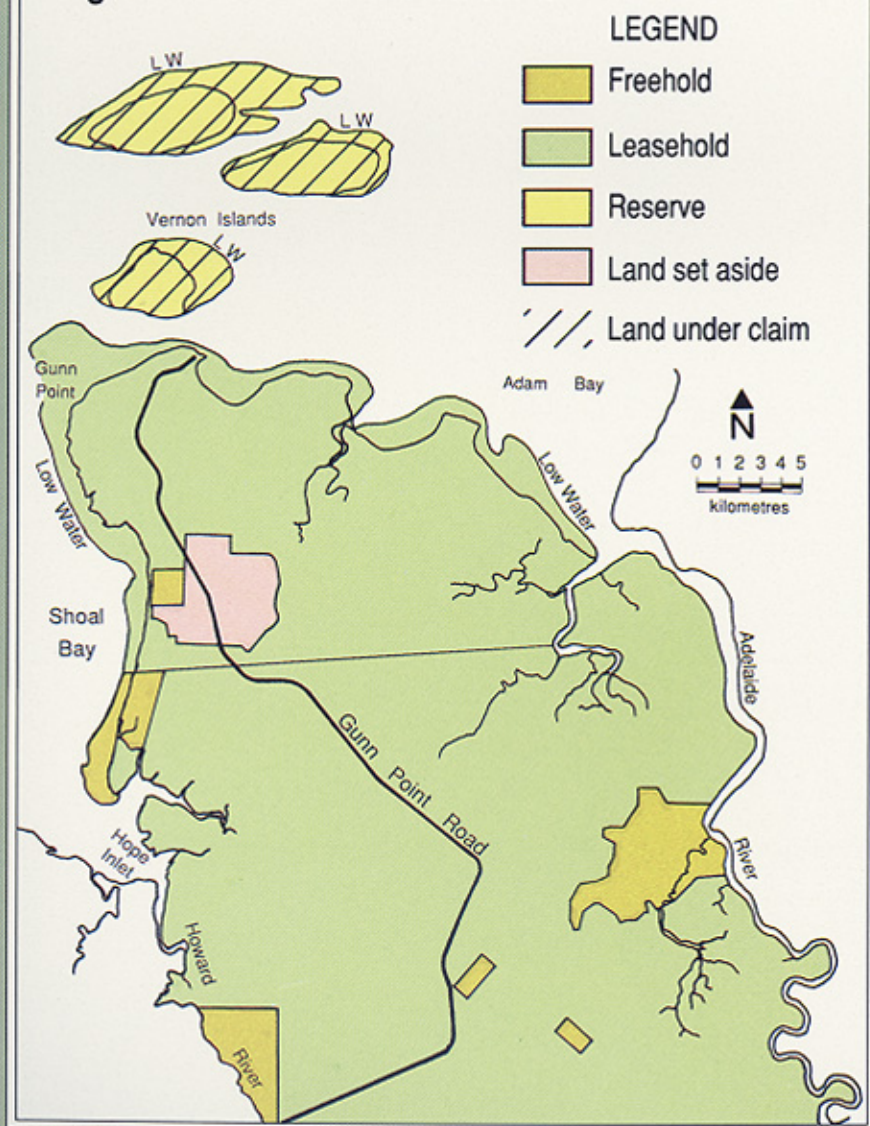 LEGEND
Freehold
Leasehold
Reserve
Land set aside
Land under claim
L W
L W
Vernon Islands
L W
Gunn
Point
Adam Bay
N
0 1 2 3 4 5
kilometres
Low Water
Low Water
Shoal
Bay
Adelaide
Gunn Point Road
Hope
Inlet
River
Howard
River